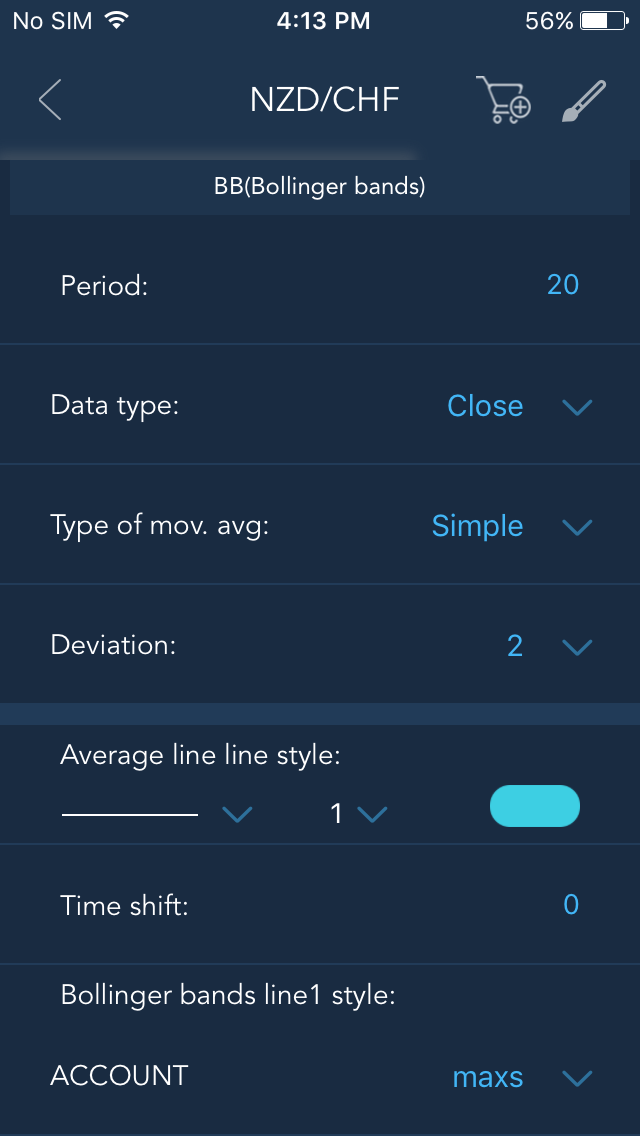 No SIM 4:13 PM 56%
NZD/CHF
BB(Bollinger bands)
Period: 20
Data type: Close
Type of mov. avg: Simple
Deviation: 2
Average line line style:
1
Time shift: 0
Bollinger bands line1 style:
ACCOUNT maxs